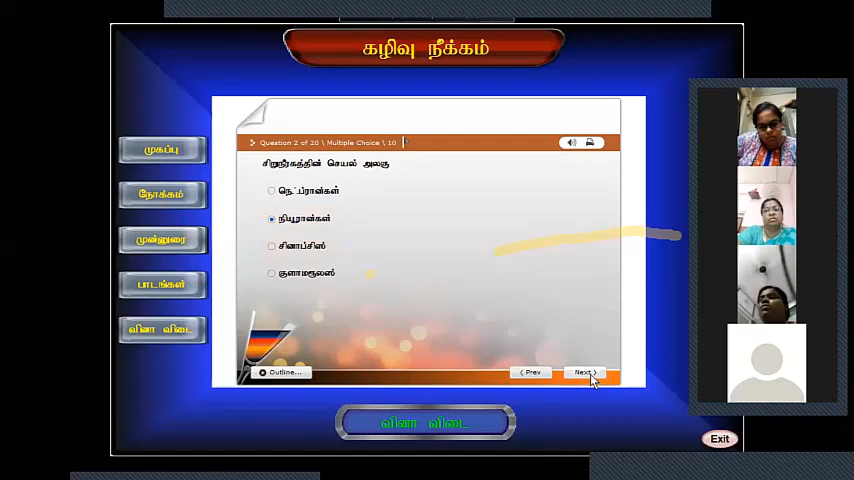 கழிவு நீக்கம்
முகப்பு
நோக்கம்
முன்னுரை
பாடங்கள்
வினா விடை
Question 2 of 20 \ Multiple Choice \ 10
சிறுநீரகத்தின் செயல் அலகு
நெஃப்ரான்கள்
நியூரான்கள்
சினாப்சிஸ்
குளாமரூலஸ்
Outline...
Prev
Next
வினா விடை
Exit